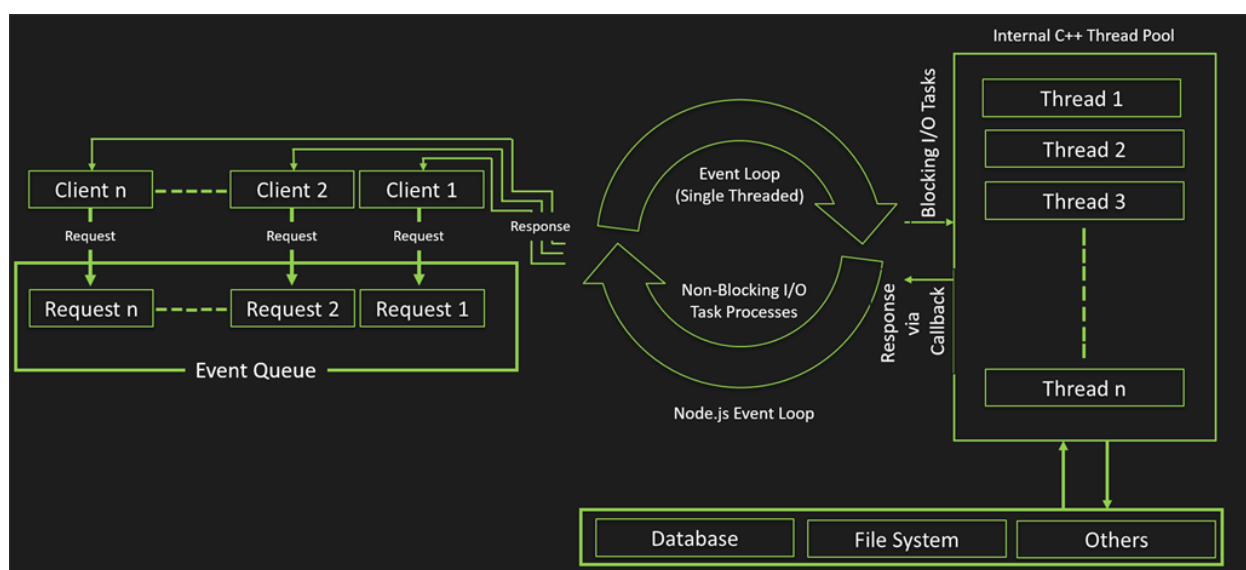 Internal C++ Thread Pool
Thread 1
Thread 2
Thread 3
Thread n
Blocking I/O Tasks
Response
via
Callback
Event Loop
(Single Threaded)
Non-Blocking I/O
Task Processes
Node.js Event Loop
Response
Client n
Client 2
Client 1
Request
Request
Request
Request n
Request 2
Request 1
Event Queue
Database
File System
Others